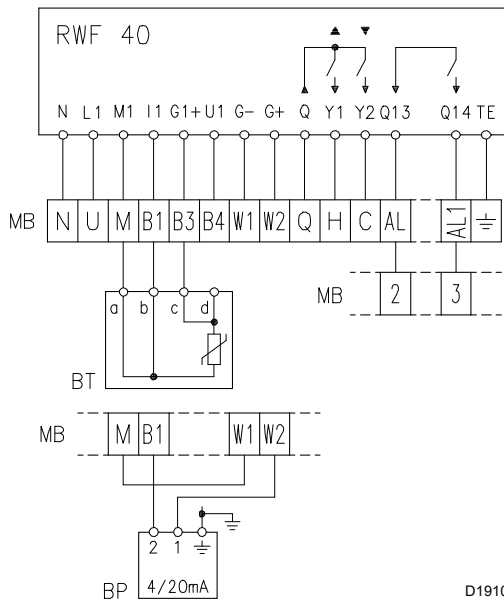 RWF 40
N L1 M1 I1 G1+ U1 G- G+ Q Y1 Y2 Q13 Q14 TE
MB N U M B1 B3 B4 W1 W2 Q H C AL AL1
MB 2 3
a b c d
BT
MB M B1 W1 W2
2 1
BP 4/20mA
D1910